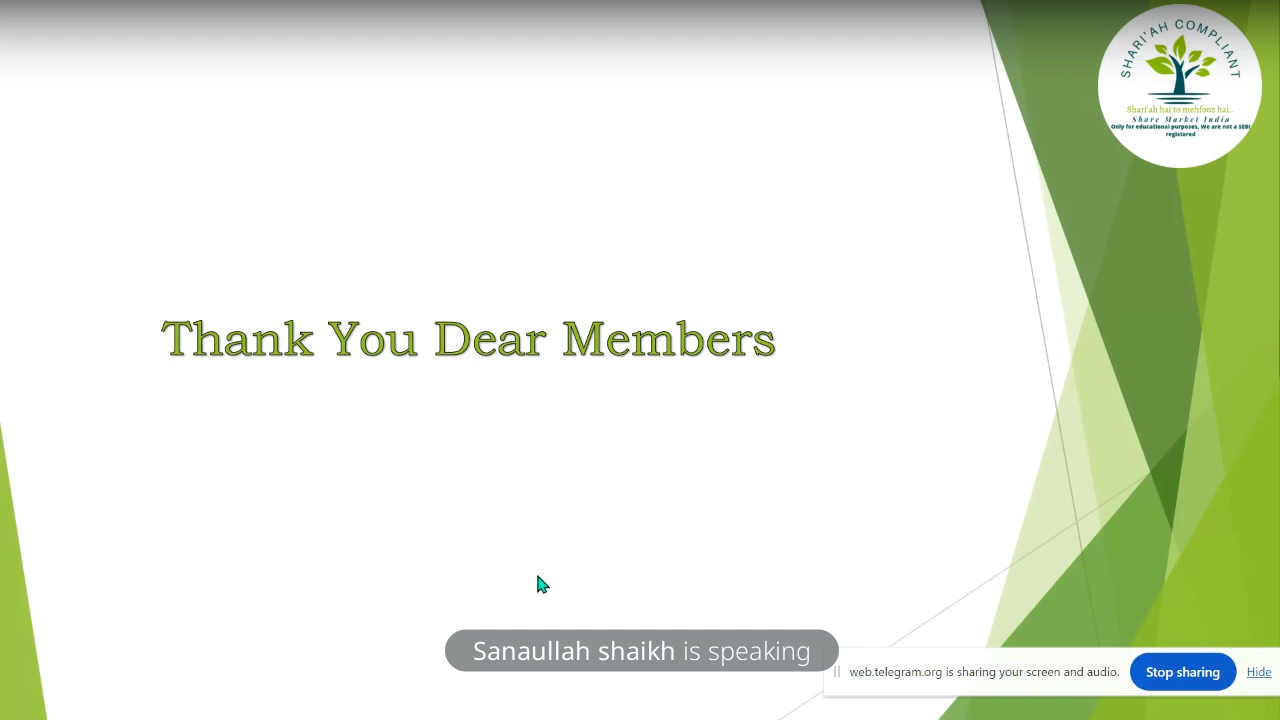 SHARI'AH COMPLIANT
Shari'ah hai to mehfooz hai..
Share Market India
Only for educational purposes, We are not a SEBI
registered
Thank You Dear Members
Sanaullah shaikh is speaking
web.telegram.org is sharing your screen and audio.
Stop sharing
Hide